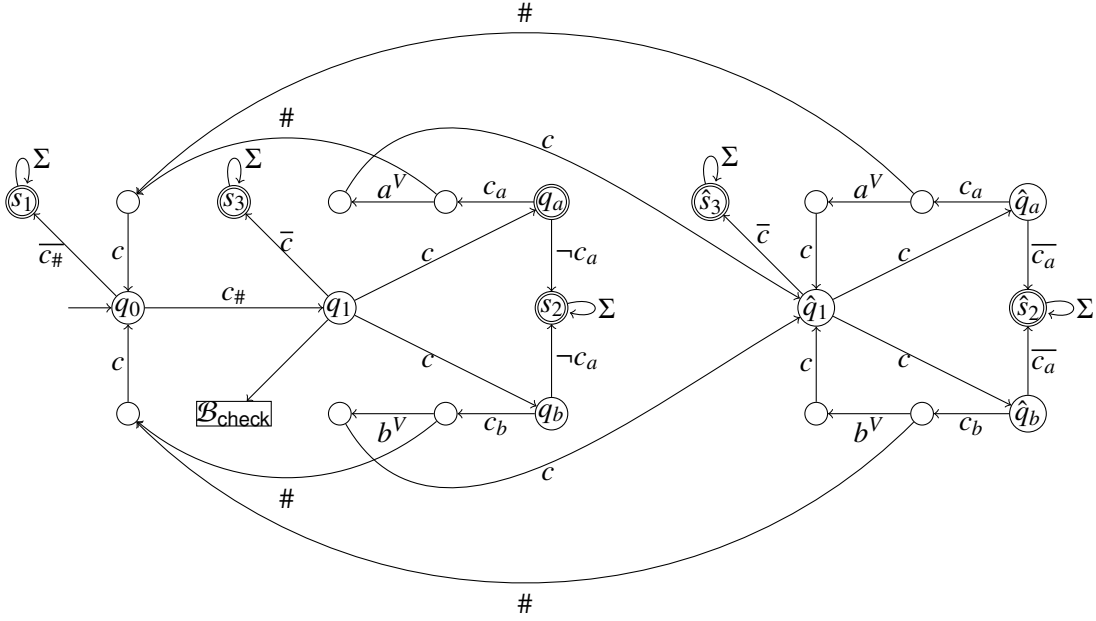 #
#
c
Σ Σ Σ
s₁ s₃ a^V c_a q_a ŝ₃ a^V c_a q̂_a
c̅_# c c̅ c ¬c_a c̅ c c c̅_a
q₀ c_# q₁ s₂ Σ q̂₁ ŝ₂ Σ
c c ¬c_a c c c̅_a
𝓑_check b^V c_b q_b b^V c_b q̂_b
# c
#